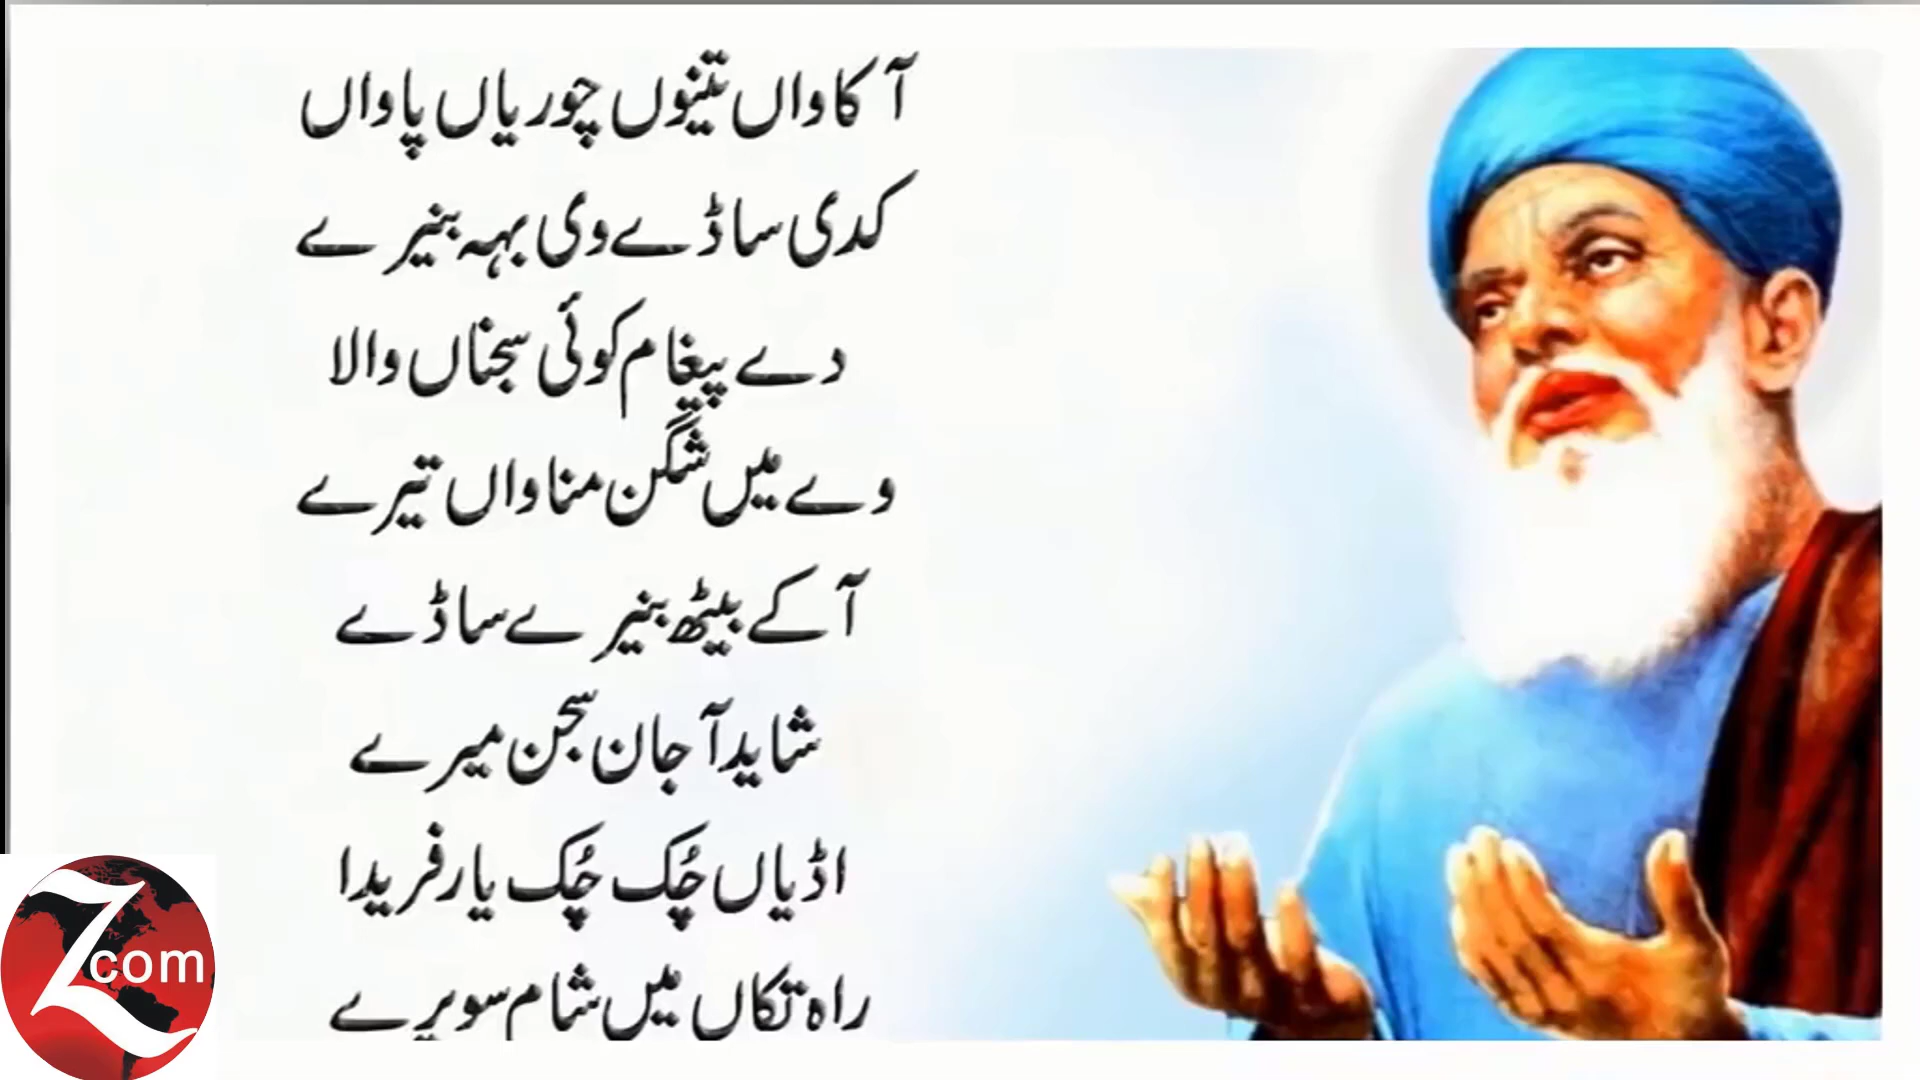 آ کاواں تینوں چوریاں پاواں
کدی ساڈے وی بہہ بنیرے
دے پیغام کوئی سجناں والا
وے میں شگن مناواں تیرے
آ کے بیٹھ بنیرے ساڈے
شاید آ جان سجن میرے
اڈیاں چُک چُک یار فریدا
راہ تکاں میں شام سویرے
Zcom